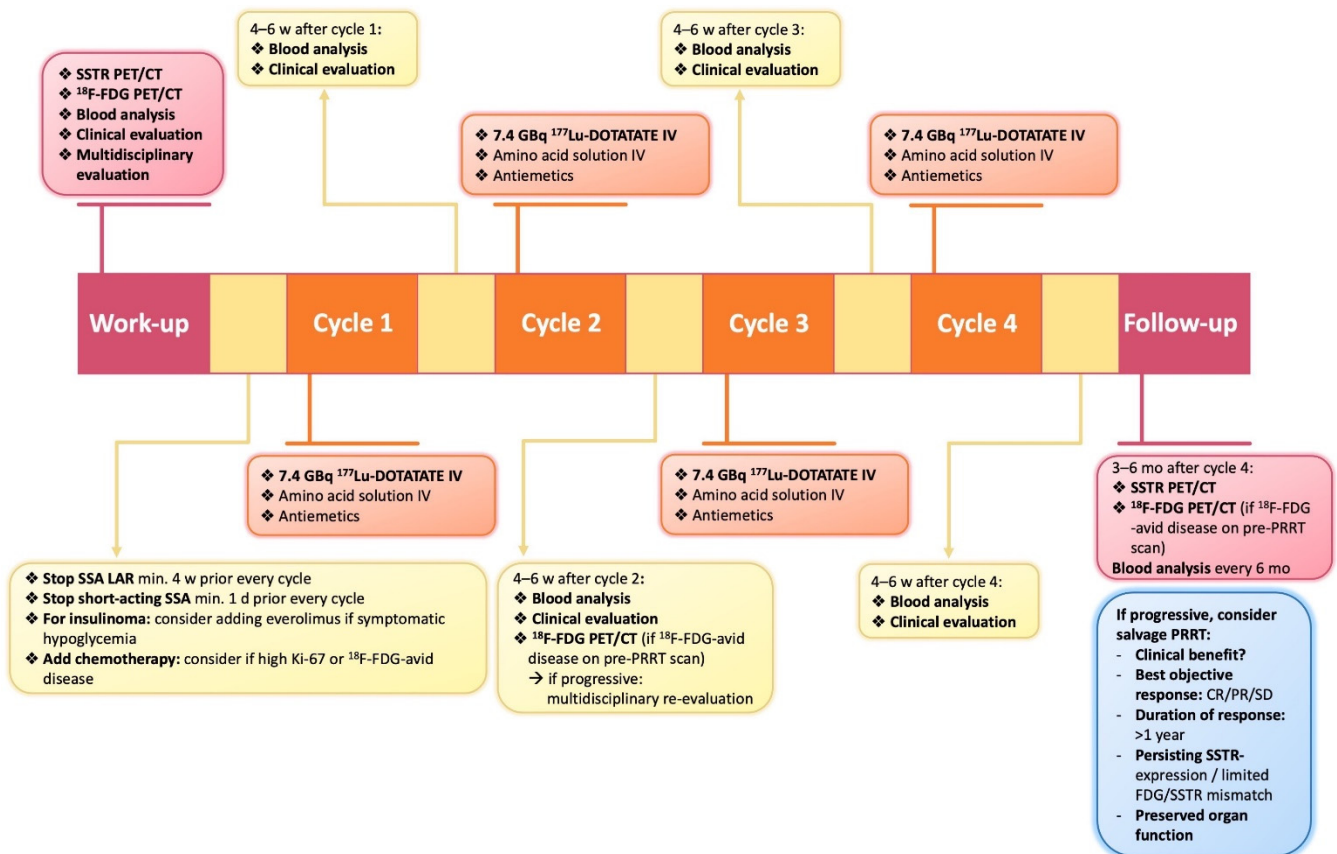 4–6 w after cycle 1:
❖ Blood analysis
❖ Clinical evaluation
4–6 w after cycle 3:
❖ Blood analysis
❖ Clinical evaluation
❖ SSTR PET/CT
❖ ¹⁸F-FDG PET/CT
❖ Blood analysis
❖ Clinical evaluation
❖ Multidisciplinary
evaluation
❖ 7.4 GBq ¹⁷⁷Lu-DOTATATE IV
❖ Amino acid solution IV
❖ Antiemetics
❖ 7.4 GBq ¹⁷⁷Lu-DOTATATE IV
❖ Amino acid solution IV
❖ Antiemetics
Work-up
Cycle 1
Cycle 2
Cycle 3
Cycle 4
Follow-up
❖ 7.4 GBq ¹⁷⁷Lu-DOTATATE IV
❖ Amino acid solution IV
❖ Antiemetics
❖ 7.4 GBq ¹⁷⁷Lu-DOTATATE IV
❖ Amino acid solution IV
❖ Antiemetics
3–6 mo after cycle 4:
❖ SSTR PET/CT
❖ ¹⁸F-FDG PET/CT (if ¹⁸F-FDG
-avid disease on pre-PRRT
scan)
Blood analysis every 6 mo
❖ Stop SSA LAR min. 4 w prior every cycle
❖ Stop short-acting SSA min. 1 d prior every cycle
❖ For insulinoma: consider adding everolimus if symptomatic
hypoglycemia
❖ Add chemotherapy: consider if high Ki-67 or ¹⁸F-FDG-avid
disease
4–6 w after cycle 2:
❖ Blood analysis
❖ Clinical evaluation
❖ ¹⁸F-FDG PET/CT (if ¹⁸F-FDG-avid
disease on pre-PRRT scan)
→ if progressive:
multidisciplinary re-evaluation
4–6 w after cycle 4:
❖ Blood analysis
❖ Clinical evaluation
If progressive, consider
salvage PRRT:
- Clinical benefit?
- Best objective
response: CR/PR/SD
- Duration of response:
>1 year
- Persisting SSTR-
expression / limited
FDG/SSTR mismatch
- Preserved organ
function